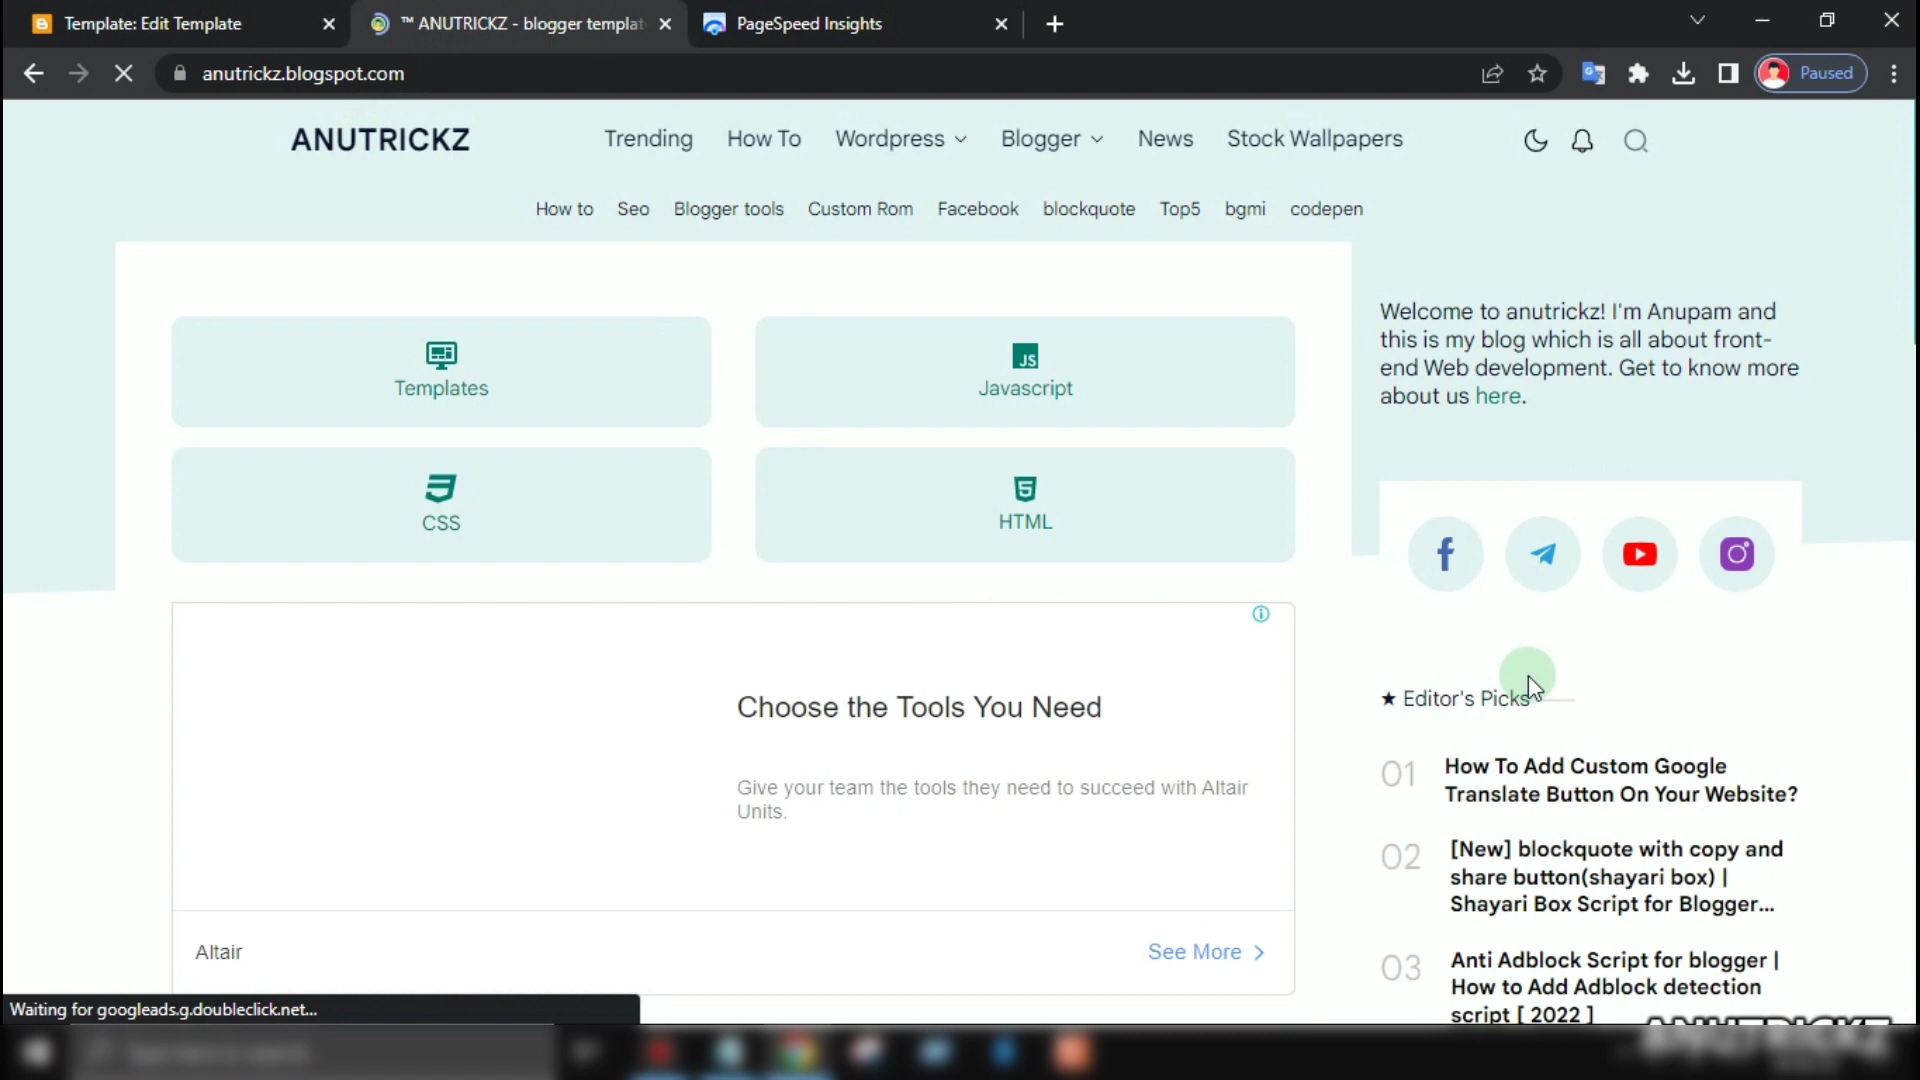 Template: Edit Template
™ ANUTRICKZ - blogger templat
PageSpeed Insights
anutrickz.blogspot.com
Paused
ANUTRICKZ
Trending
How To
Wordpress
Blogger
News
Stock Wallpapers
How to
Seo
Blogger tools
Custom Rom
Facebook
blockquote
Top5
bgmi
codepen
Templates
JS
Javascript
CSS
HTML
Welcome to anutrickz! I'm Anupam and
this is my blog which is all about front-
end Web development. Get to know more
about us here.
Choose the Tools You Need
Give your team the tools they need to succeed with Altair
Units.
Altair
See More
★ Editor's Picks
01
How To Add Custom Google
Translate Button On Your Website?
02
[New] blockquote with copy and
share button(shayari box) |
Shayari Box Script for Blogger...
03
Anti Adblock Script for blogger |
How to Add Adblock detection
script [ 2022 ]
Waiting for googleads.g.doubleclick.net...
Type here to search
ANUTRICKZ